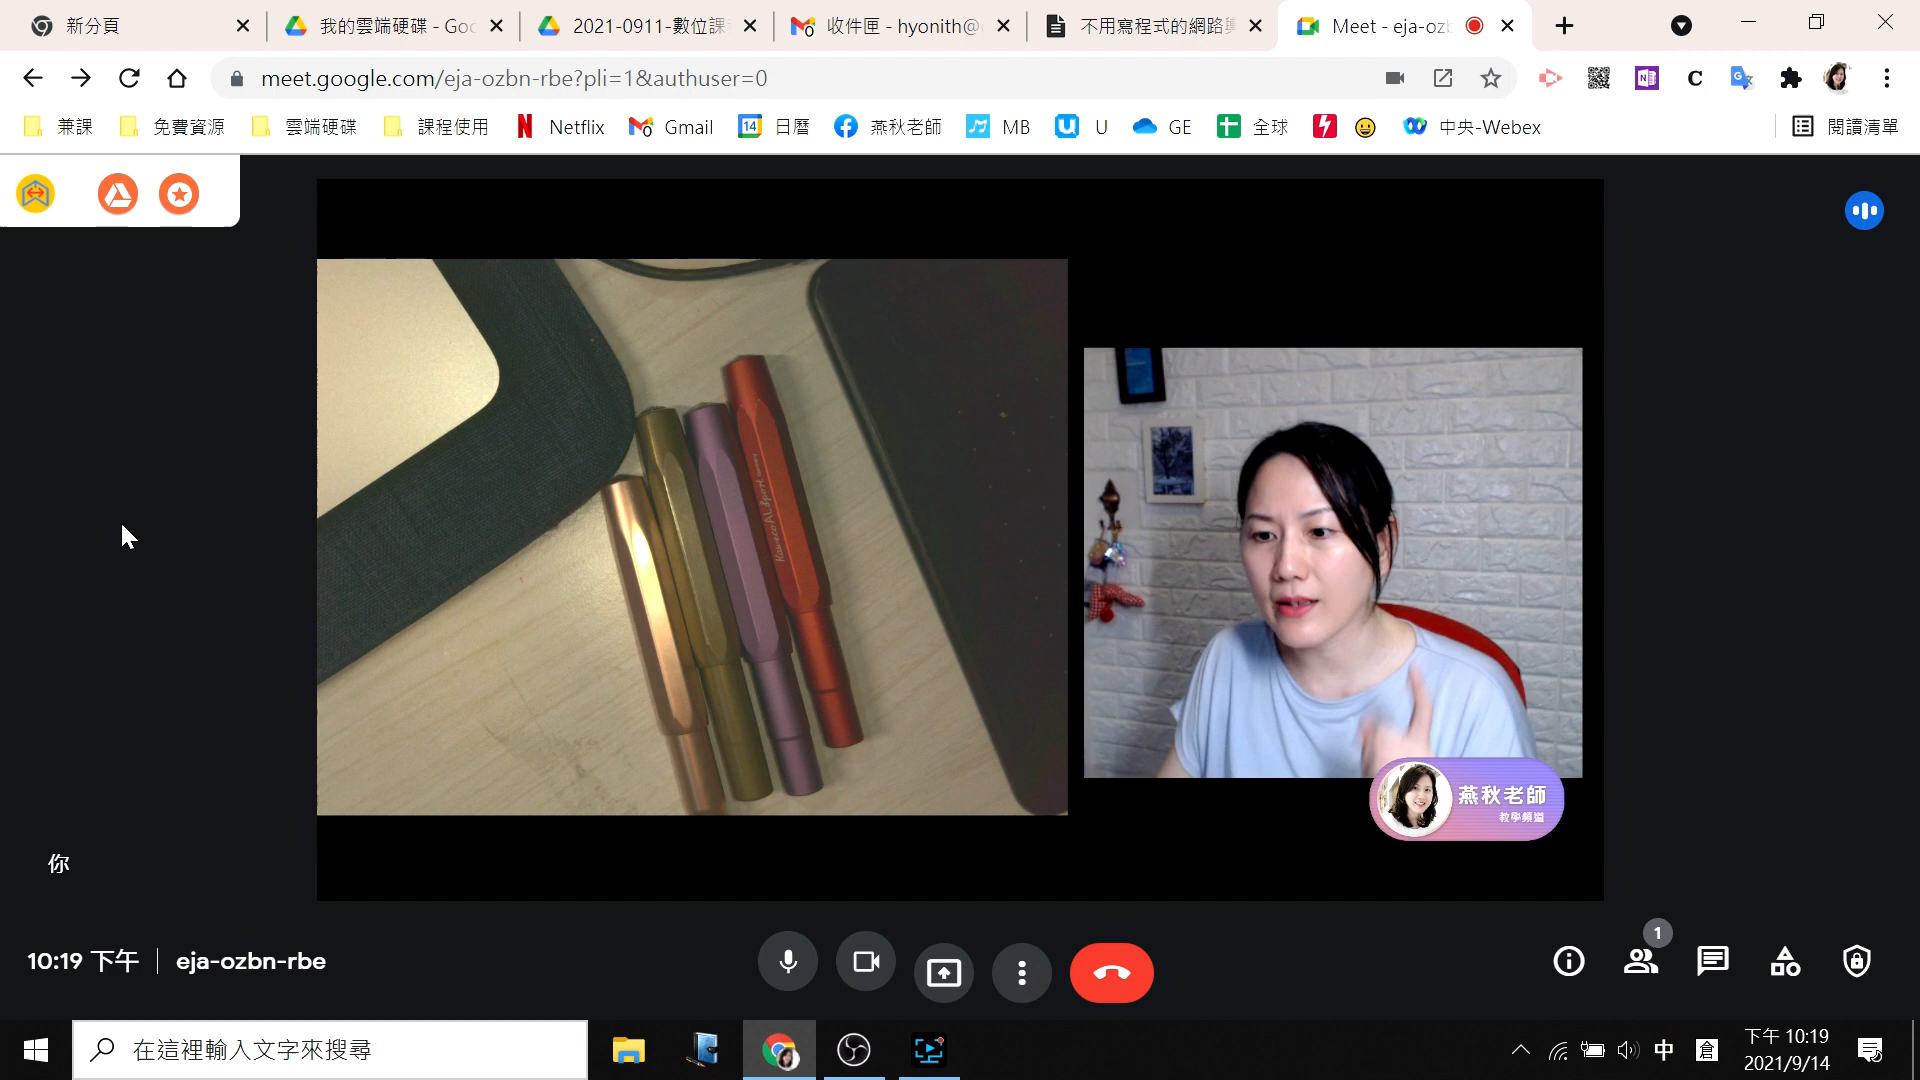 新分頁
我的雲端硬碟 - Goo
2021-0911-數位課
收件匣 - hyonith@
不用寫程式的網路
Meet - eja-ozb
meet.google.com/eja-ozbn-rbe?pli=1&authuser=0
兼課
免費資源
雲端硬碟
課程使用
Netflix
Gmail
14
日曆
燕秋老師
MB
U
GE
全球
中央-Webex
閱讀清單
Kaweco AL Sport Germany
燕秋老師
教學頻道
你
10:19 下午
eja-ozbn-rbe
1
在這裡輸入文字來搜尋
中
倉
下午 10:19
2021/9/14